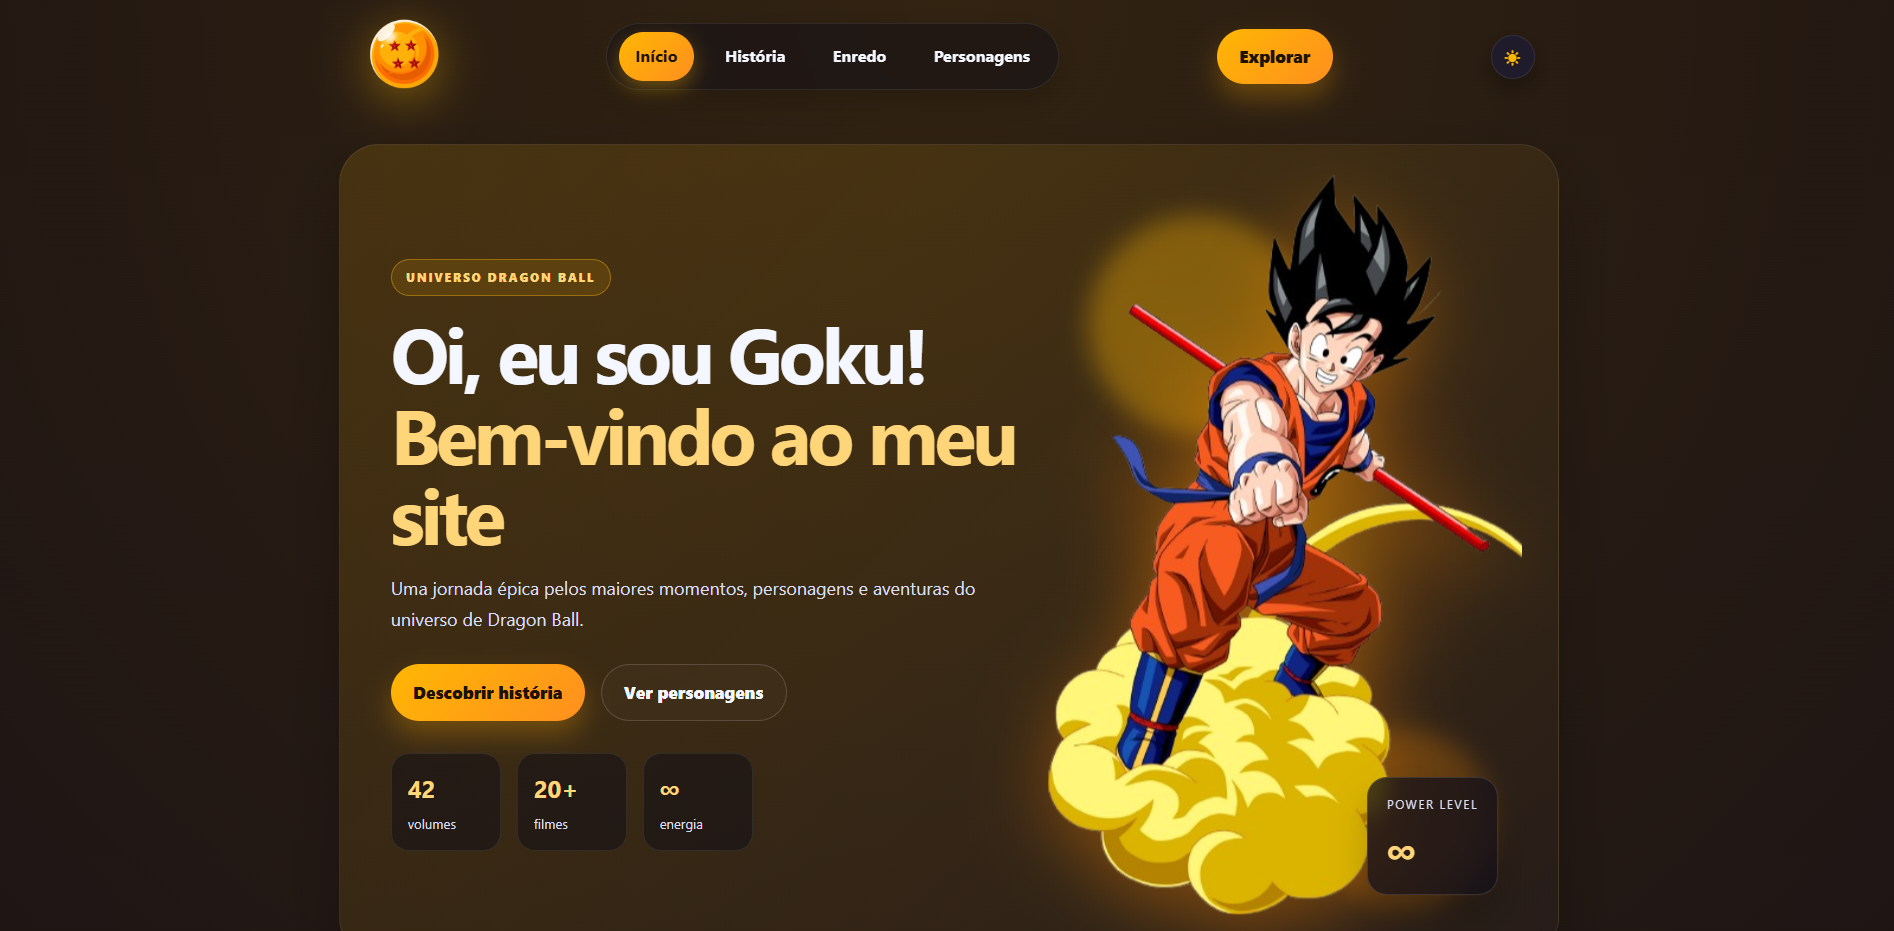 Início
História
Enredo
Personagens
Explorar
UNIVERSO DRAGON BALL
Oi, eu sou Goku!
Bem-vindo ao meu
site
Uma jornada épica pelos maiores momentos, personagens e aventuras do
universo de Dragon Ball.
Descobrir história
Ver personagens
42
volumes
20+
filmes
∞
energia
POWER LEVEL
∞